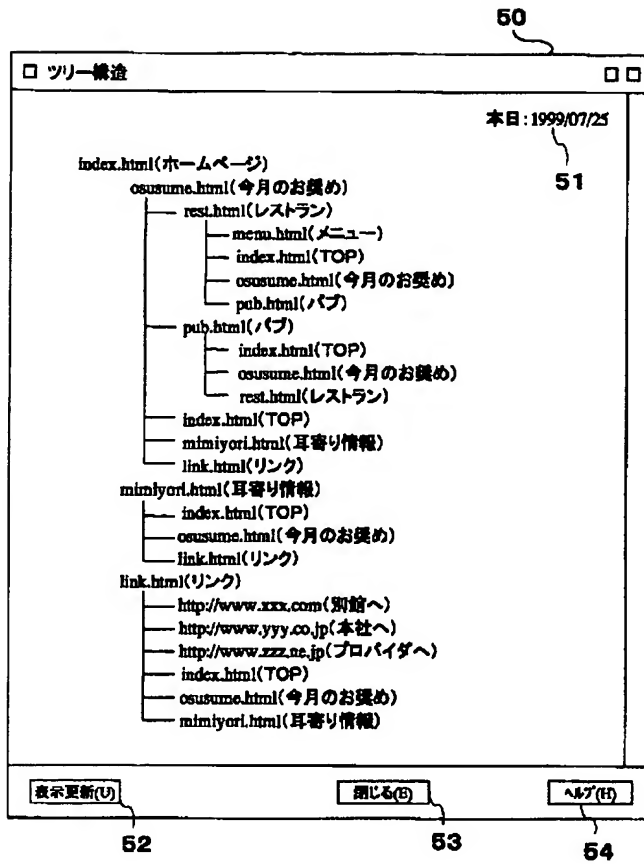 50
ツリー構造
本日:1999/07/25
51
index.html(ホームページ)
osusume.html(今月のお奨め)
rest.html(レストラン)
menu.html(メニュー)
index.html(TOP)
osusume.html(今月のお奨め)
pub.html(パブ)
pub.html(パブ)
index.html(TOP)
osusume.html(今月のお奨め)
rest.html(レストラン)
index.html(TOP)
mimiyori.html(耳寄り情報)
link.html(リンク)
mimiyori.html(耳寄り情報)
index.html(TOP)
osusume.html(今月のお奨め)
link.html(リンク)
link.html(リンク)
http://www.xxx.com(別館へ)
http://www.yyy.co.jp(本社へ)
http://www.zzz.ne.jp(プロバイダへ)
index.html(TOP)
osusume.html(今月のお奨め)
mimiyori.html(耳寄り情報)
表示更新(U) 閉じる(E) ヘルプ(H)
52 53 54